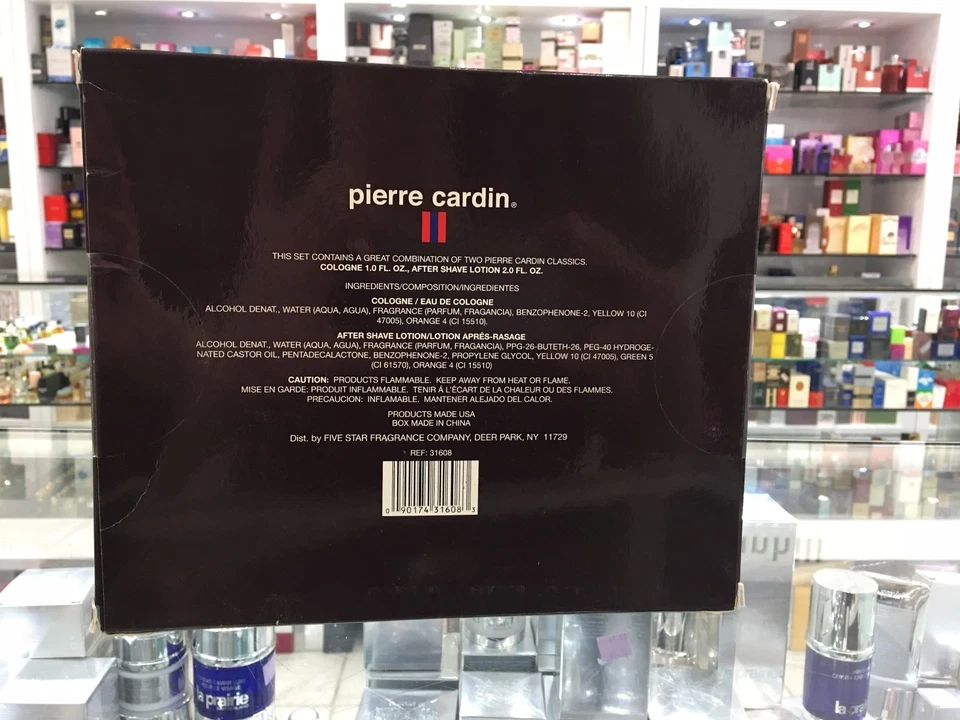 pierre cardin®
THIS SET CONTAINS A GREAT COMBINATION OF TWO PIERRE CARDIN CLASSICS.
COLOGNE 1.0 FL. OZ., AFTER SHAVE LOTION 2.0 FL. OZ.
INGREDIENTS/COMPOSITION/INGREDIENTES
COLOGNE / EAU DE COLOGNE
ALCOHOL DENAT., WATER (AQUA, AGUA), FRAGRANCE (PARFUM, FRAGANCIA), BENZOPHENONE-2, YELLOW 10 (CI
47005), ORANGE 4 (CI 15510).
AFTER SHAVE LOTION/LOTION APRÉS-RASAGE
ALCOHOL DENAT., WATER (AQUA, AGUA), FRAGRANCE (PARFUM, FRAGANCIA), PPG-26-BUTETH-26, PEG-40 HYDROGE-
NATED CASTOR OIL, PENTADECALACTONE, BENZOPHENONE-2, PROPYLENE GLYCOL, YELLOW 10 (CI 47005), GREEN 5
(CI 61570), ORANGE 4 (CI 15510)
CAUTION: PRODUCTS FLAMMABLE. KEEP AWAY FROM HEAT OR FLAME.
MISE EN GARDE: PRODUIT INFLAMMABLE. TENIR Á L'ÉCART DE LA CHALEUR OU DES FLAMMES.
PRECAUCION: INFLAMABLE. MANTENER ALEJADO DEL CALOR.
PRODUCTS MADE USA
BOX MADE IN CHINA
Dist. by FIVE STAR FRAGRANCE COMPANY, DEER PARK, NY 11729
REF: 31608
0 90174 31608 3
la prairie
la